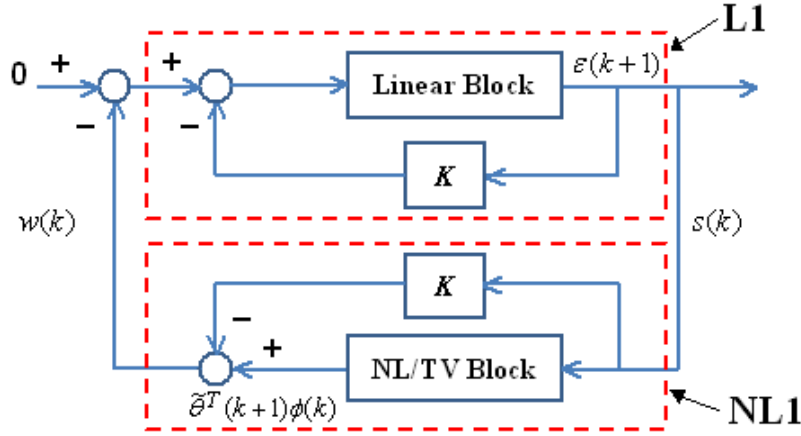 L1
0
+
+
Linear Block
ε(k+1)
−
−
K
w(k)
s(k)
K
−
+
NL/TV Block
θ̃ᵀ(k+1)ϕ(k)
NL1